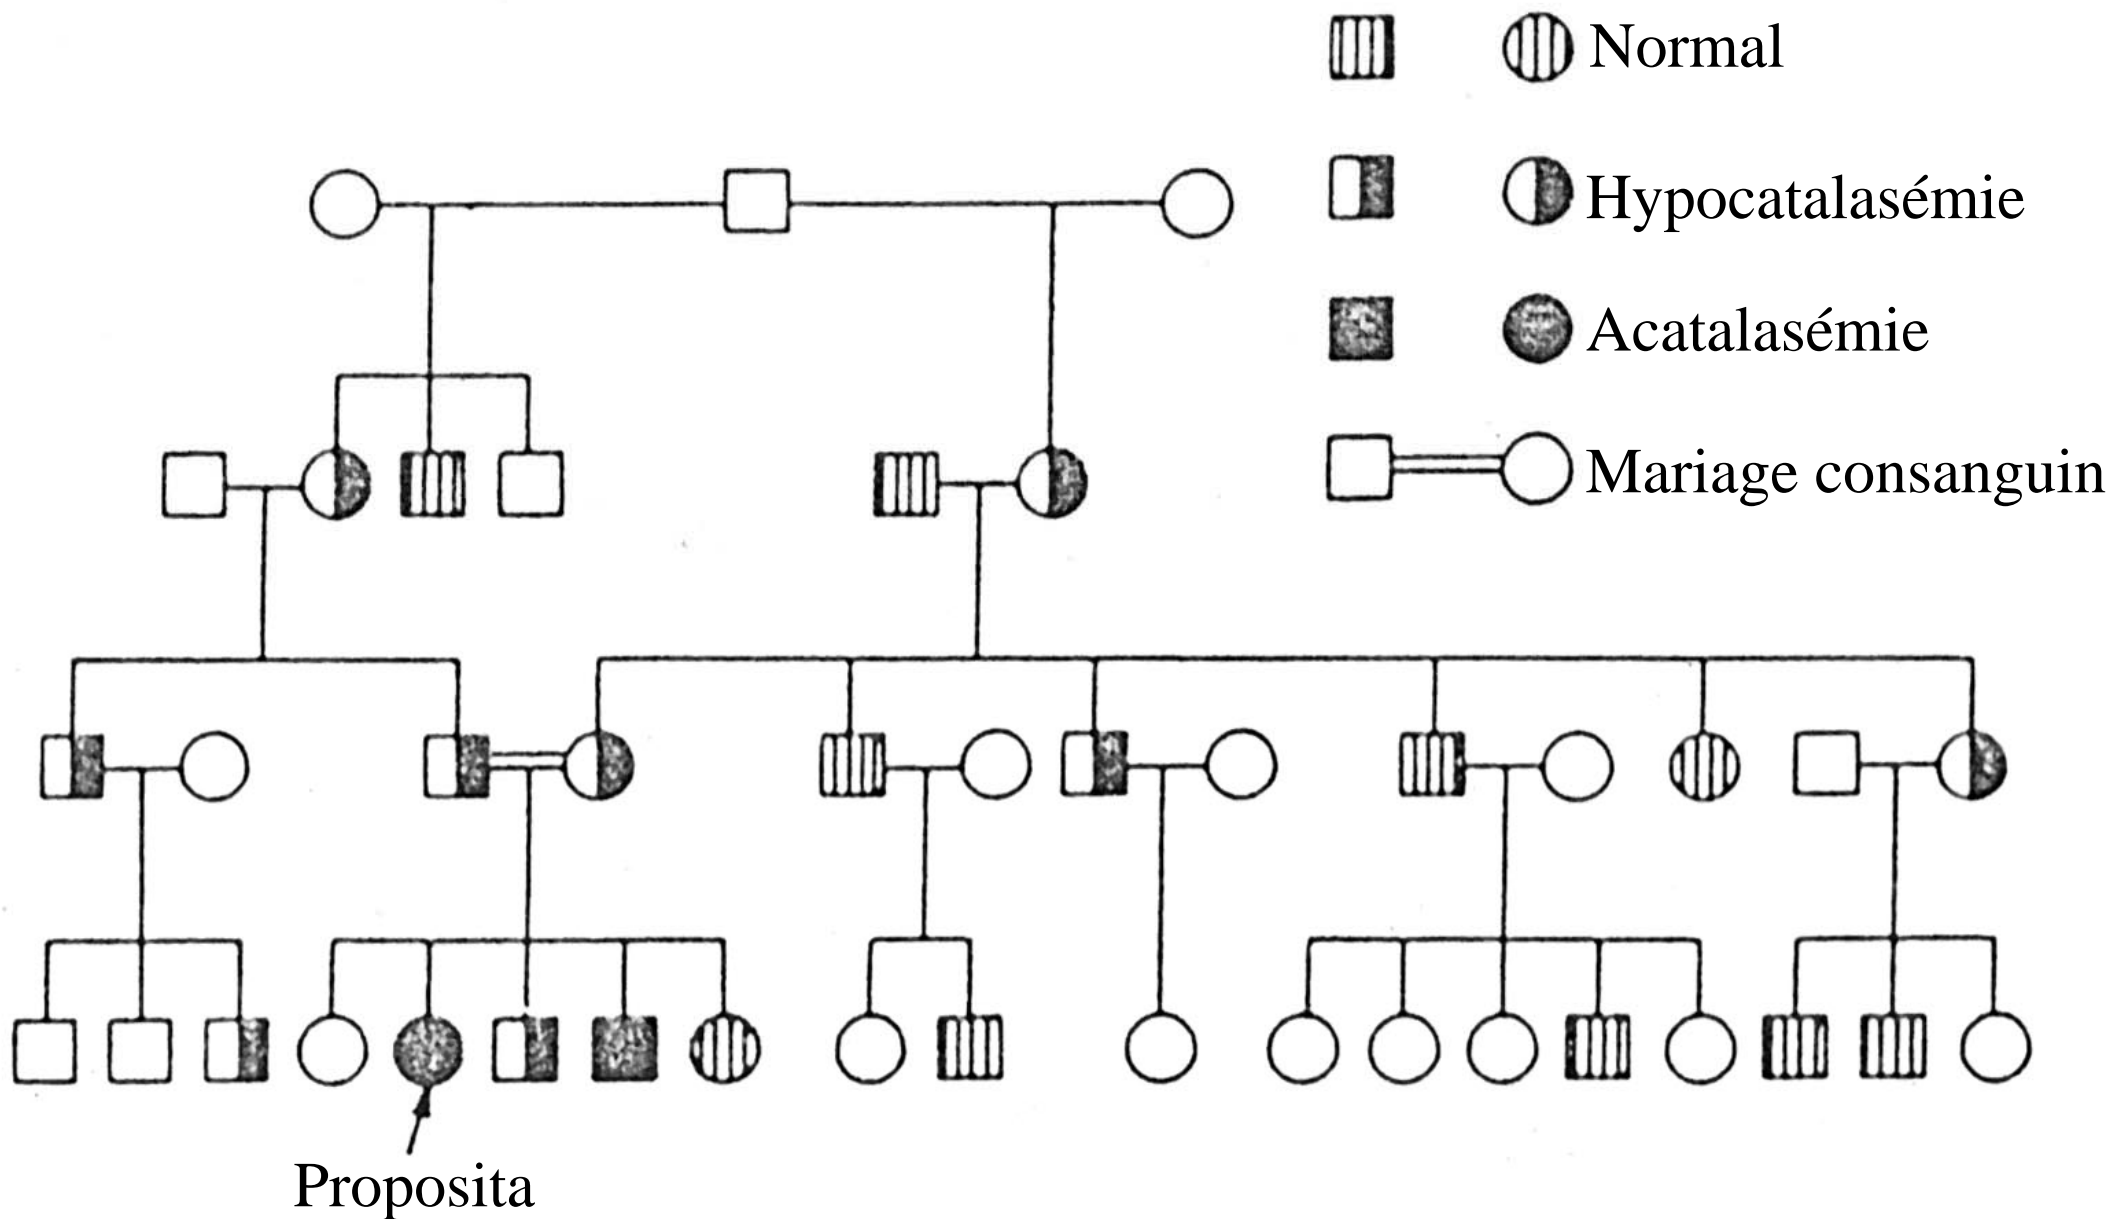 Normal
Hypocatalasémie
Acatalasémie
Mariage consanguin
Proposita